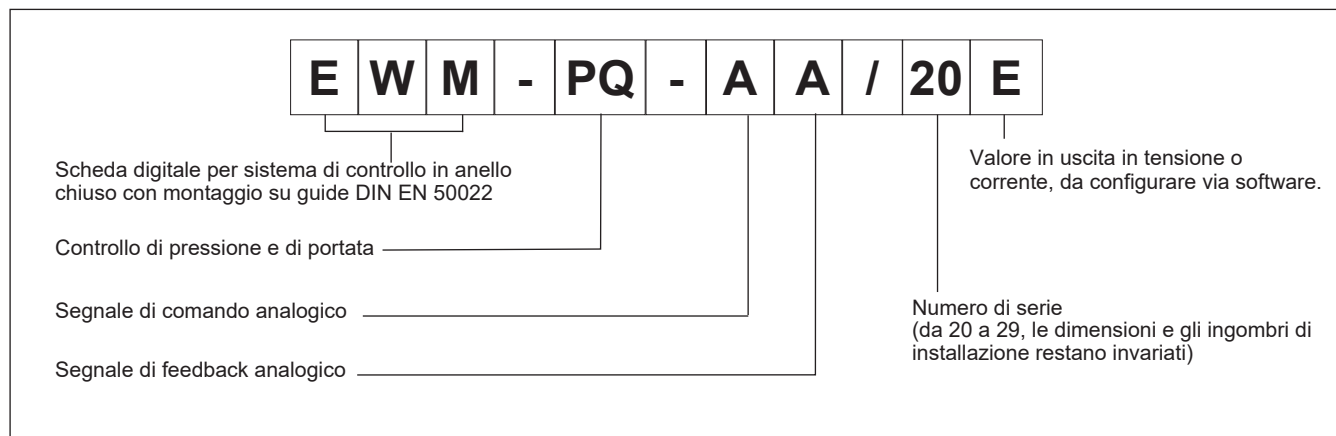 E W M - PQ - A A / 20 E
Scheda digitale per sistema di controllo in anello
chiuso con montaggio su guide DIN EN 50022
Controllo di pressione e di portata
Segnale di comando analogico
Segnale di feedback analogico
Valore in uscita in tensione o
corrente, da configurare via software.
Numero di serie
(da 20 a 29, le dimensioni e gli ingombri di
installazione restano invariati)